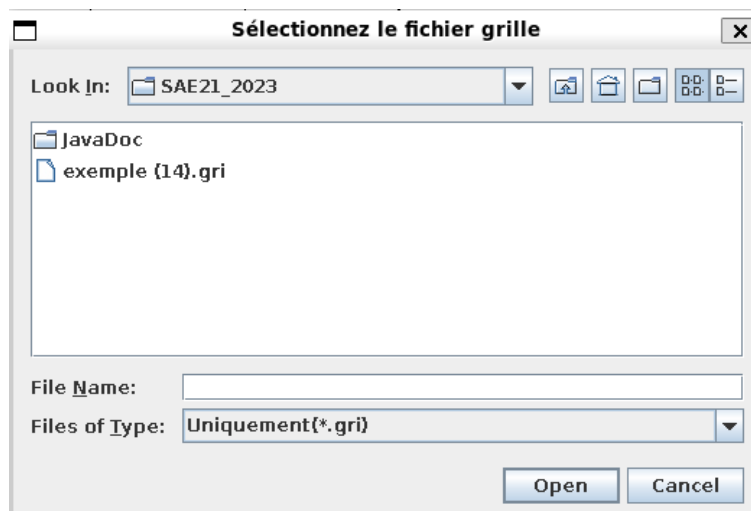 Sélectionnez le fichier grille
Look In: SAE21_2023
JavaDoc
exemple (14).gri
File Name:
Files of Type: Uniquement(*.gri)
Open Cancel